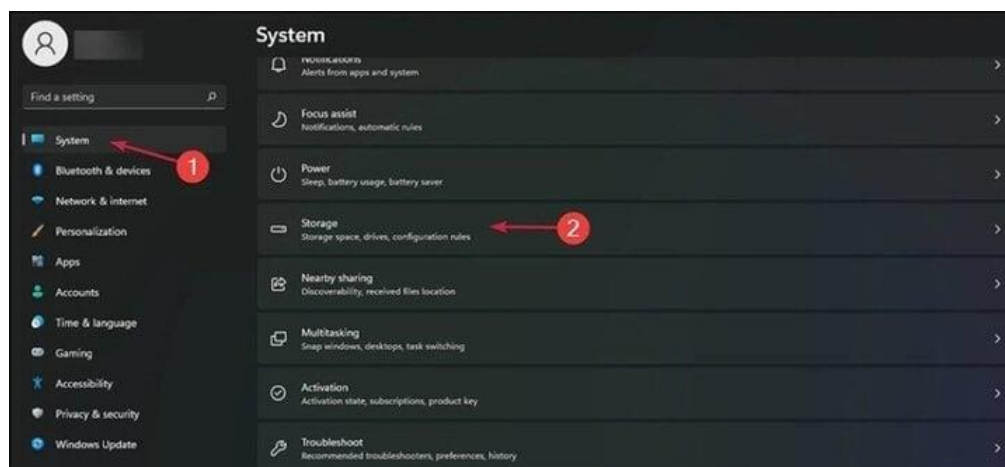 System
Notifications
Alerts from apps and system
Find a setting
Focus assist
Notifications, automatic rules
System
1
Bluetooth & devices
Power
Sleep, battery usage, battery saver
Network & internet
Storage
Storage space, drives, configuration rules
2
Personalization
Apps
Nearby sharing
Discoverability, received files location
Accounts
Time & language
Multitasking
Snap windows, desktops, task switching
Gaming
Accessibility
Activation
Activation state, subscriptions, product key
Privacy & security
Windows Update
Troubleshoot
Recommended troubleshooters, preferences, history